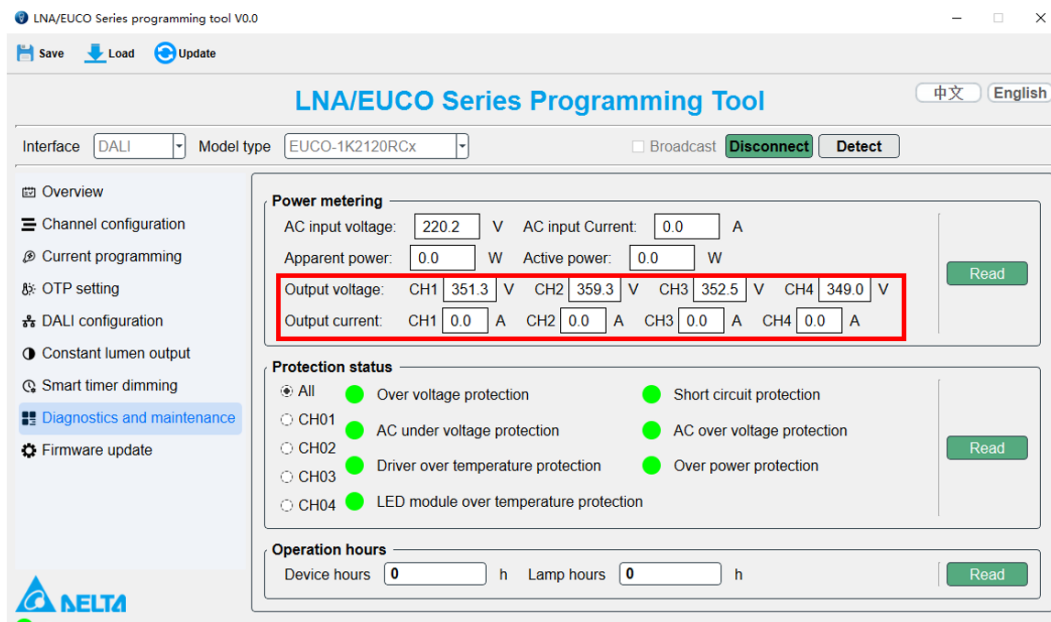 LNA/EUCO Series programming tool V0.0
Save Load Update
LNA/EUCO Series Programming Tool
中文 English
Interface DALI Model type EUCO-1K2120RCx Broadcast Disconnect Detect
Overview
Channel configuration
Current programming
OTP setting
DALI configuration
Constant lumen output
Smart timer dimming
Diagnostics and maintenance
Firmware update
Power metering
AC input voltage: 220.2 V AC input Current: 0.0 A
Apparent power: 0.0 W Active power: 0.0 W
Output voltage: CH1 351.3 V CH2 359.3 V CH3 352.5 V CH4 349.0 V
Output current: CH1 0.0 A CH2 0.0 A CH3 0.0 A CH4 0.0 A
Read
Protection status
All
CH01
CH02
CH03
CH04
Over voltage protection Short circuit protection
AC under voltage protection AC over voltage protection
Driver over temperature protection Over power protection
LED module over temperature protection
Read
Operation hours
Device hours 0 h Lamp hours 0 h
Read
DELTA